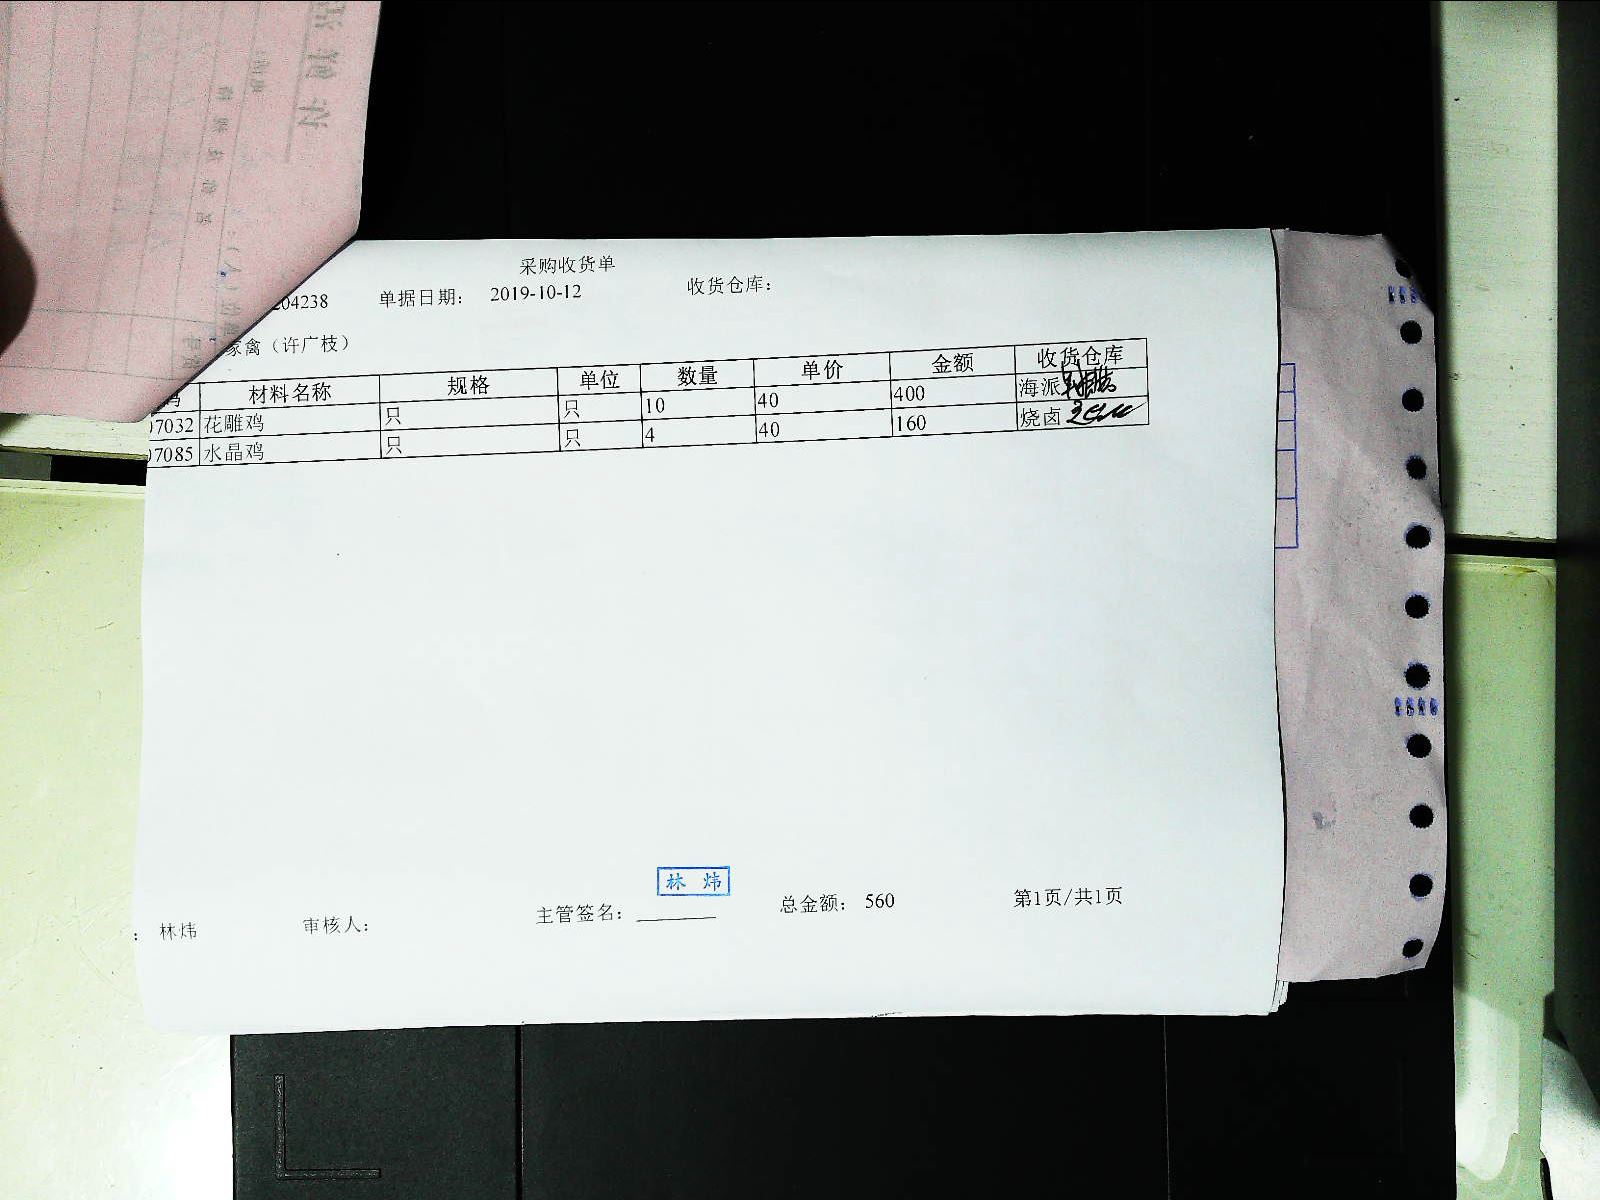 采购收货单
204238 单据日期： 2019-10-12 收货仓库：
家禽（许广枝）
材料名称 规格 单位 数量 单价 金额 收货仓库
07032 花雕鸡 只 只 10 40 400 海派
07085 水晶鸡 只 只 4 40 160 烧卤
林 炜
： 林炜 审核人： 主管签名： 总金额： 560 第1页/共1页